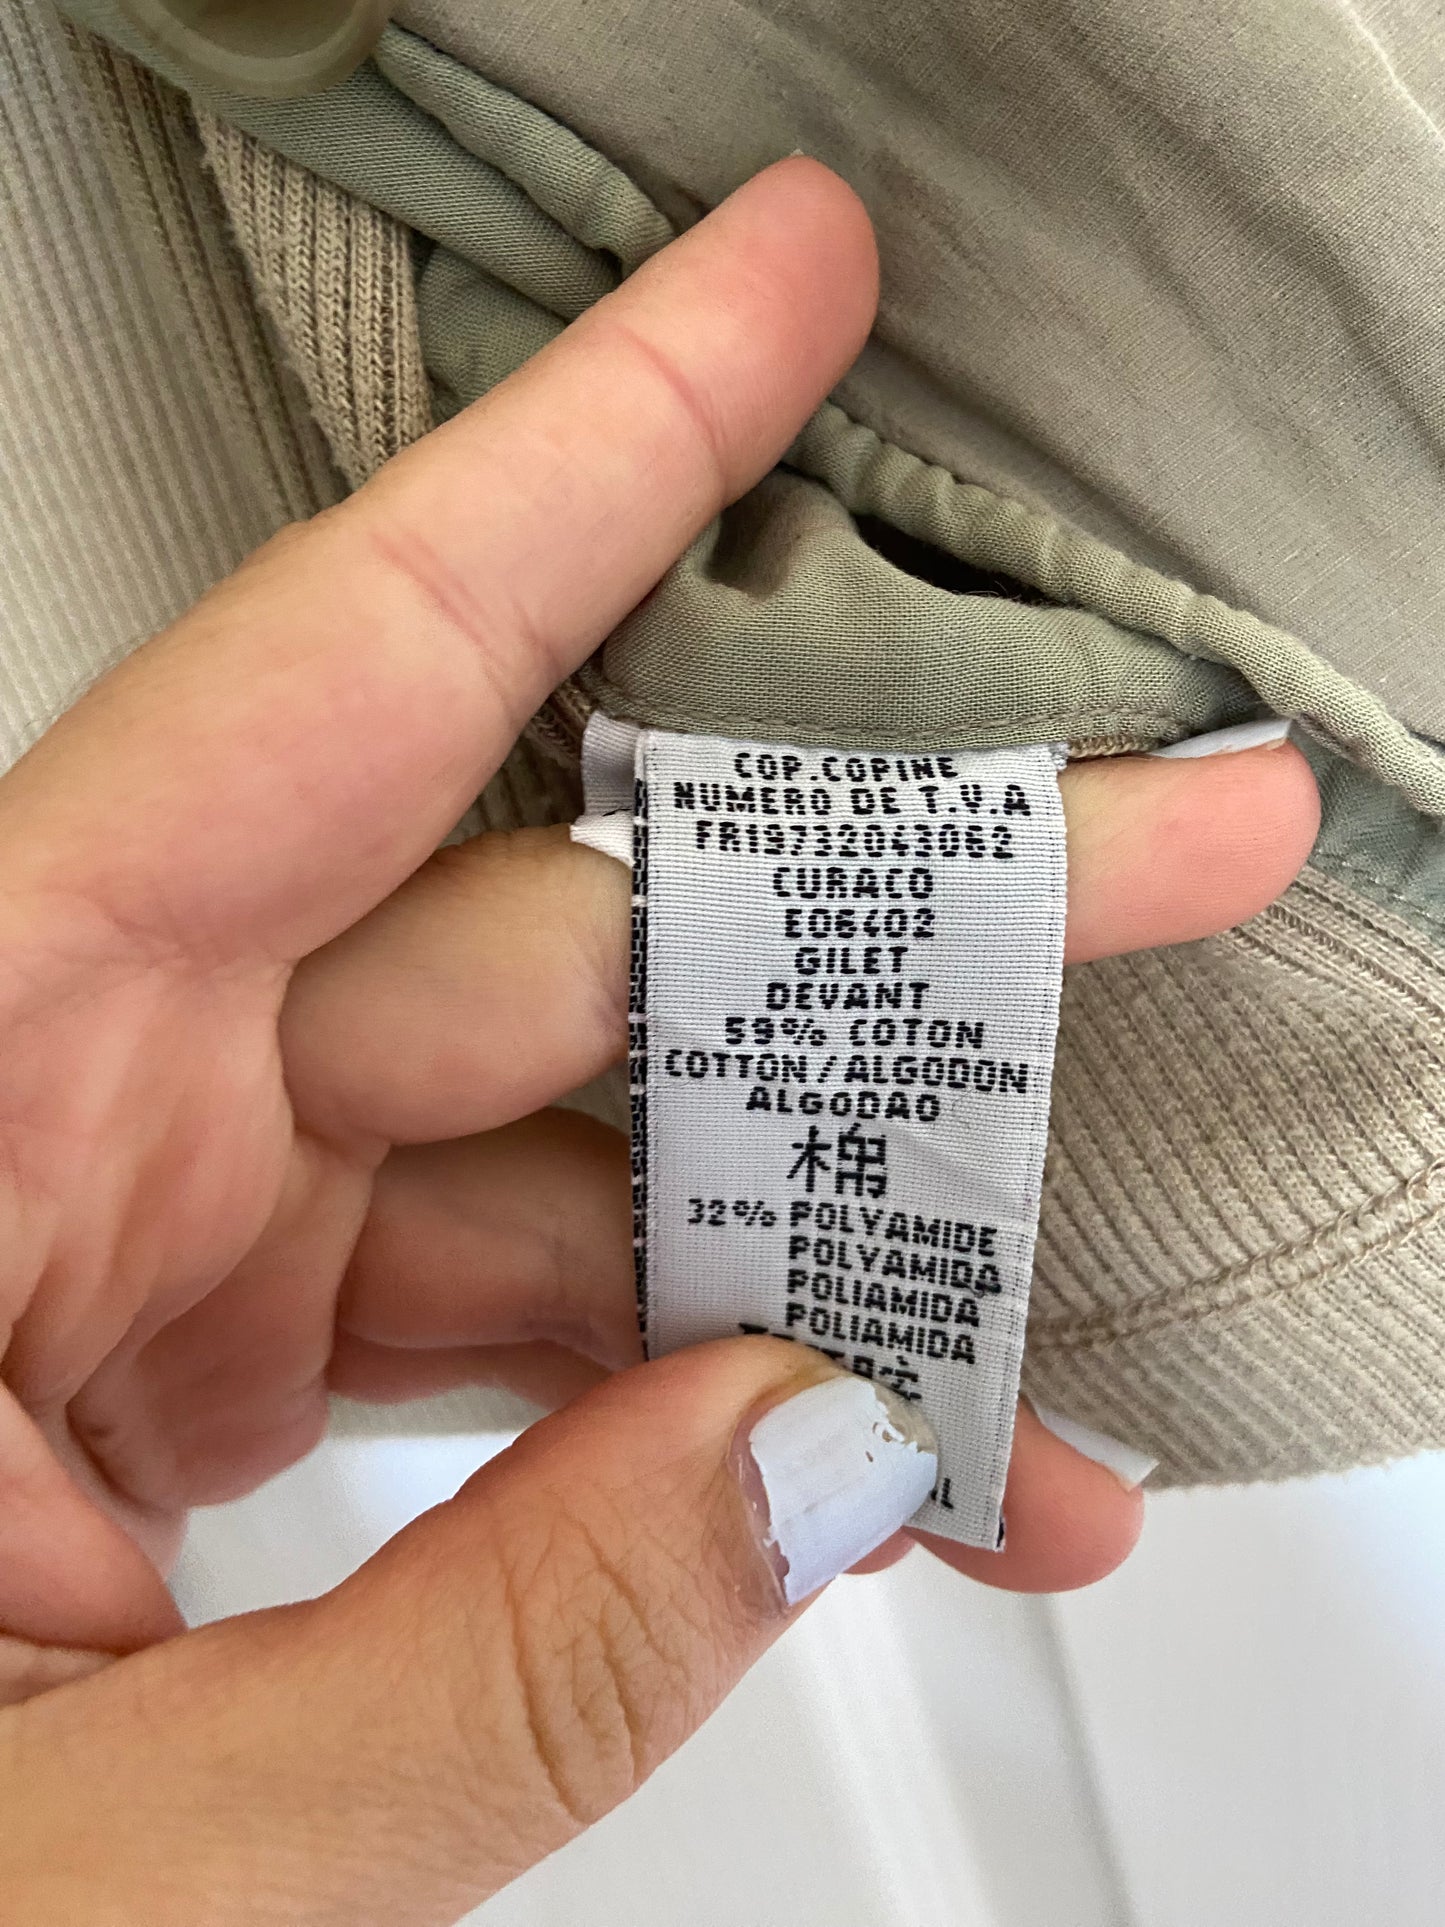 COP.COPINE
NUMERO DE T.V.A
FR19732043062
CURACO
E06402
GILET
DEVANT
59% COTON
COTTON/ALGODON
ALGODAO
棉
32% POLYAMIDE
POLYAMIDA
POLIAMIDA
POLIAMIDA